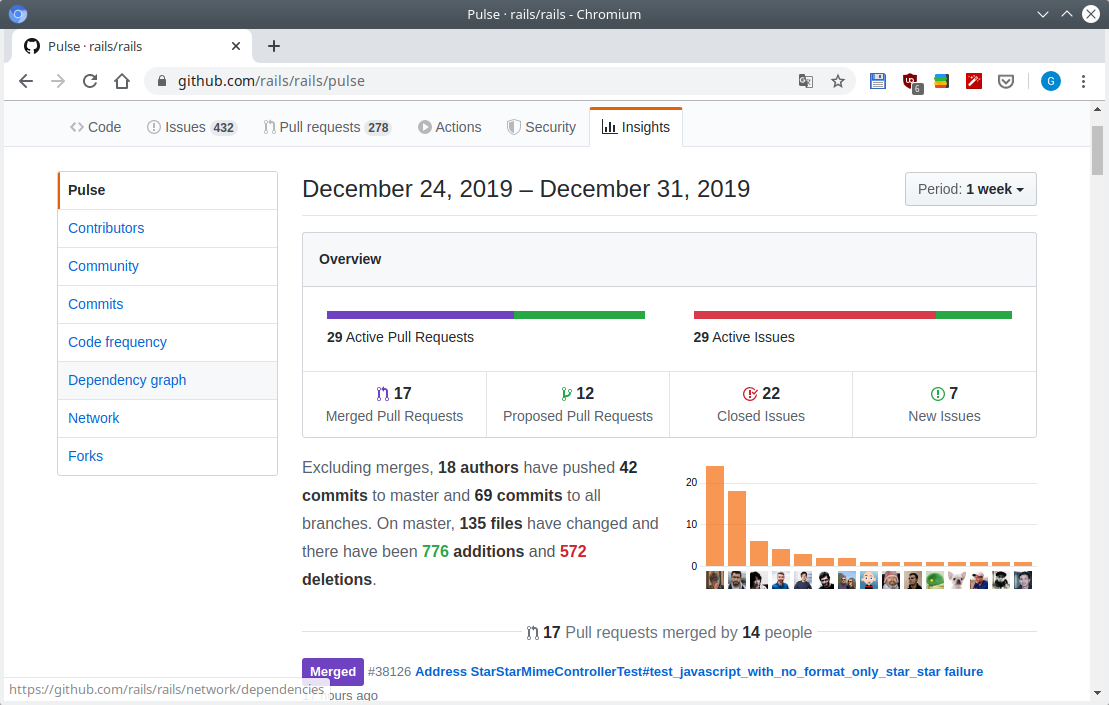 Pulse · rails/rails - Chromium
Pulse · rails/rails
github.com/rails/rails/pulse
6
G
Code
Issues 432
Pull requests 278
Actions
Security
Insights
Pulse
Contributors
Community
Commits
Code frequency
Dependency graph
Network
Forks
December 24, 2019 – December 31, 2019
Period: 1 week
Overview
29 Active Pull Requests
29 Active Issues
17
Merged Pull Requests
12
Proposed Pull Requests
22
Closed Issues
7
New Issues
Excluding merges, 18 authors have pushed 42
commits to master and 69 commits to all
branches. On master, 135 files have changed and
there have been 776 additions and 572
deletions.
20
10
0
17 Pull requests merged by 14 people
Merged #38126 Address StarStarMimeControllerTest#test_javascript_with_no_format_only_star_star failure
hours ago
https://github.com/rails/rails/network/dependencies